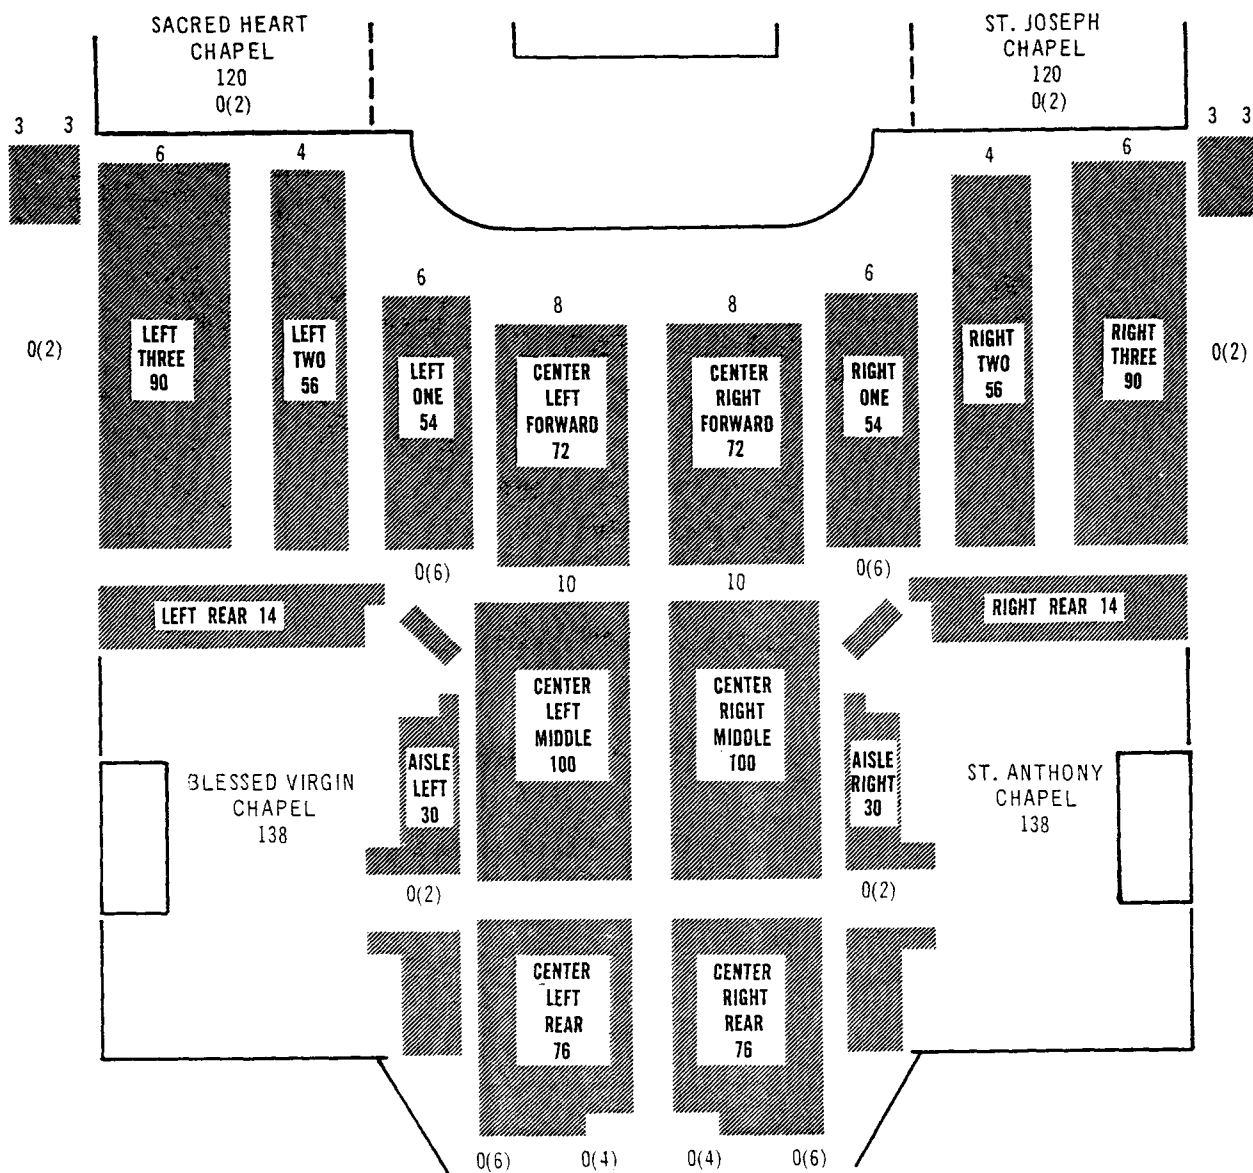 SACRED HEART
CHAPEL
120
0(2)
ST. JOSEPH
CHAPEL
120
0(2)
3 3
3 3
6
4
4
6
6
8
8
6
LEFT
THREE
90
LEFT
TWO
56
LEFT
ONE
54
CENTER
LEFT
FORWARD
72
CENTER
RIGHT
FORWARD
72
RIGHT
ONE
54
RIGHT
TWO
56
RIGHT
THREE
90
0(2)
0(2)
0(6)
10
10
0(6)
LEFT REAR 14
RIGHT REAR 14
CENTER
LEFT
MIDDLE
100
CENTER
RIGHT
MIDDLE
100
BLESSED VIRGIN
CHAPEL
138
AISLE
LEFT
30
AISLE
RIGHT
30
ST. ANTHONY
CHAPEL
138
0(2)
0(2)
CENTER
LEFT
REAR
76
CENTER
RIGHT
REAR
76
0(6)
0(4)
0(4)
0(6)